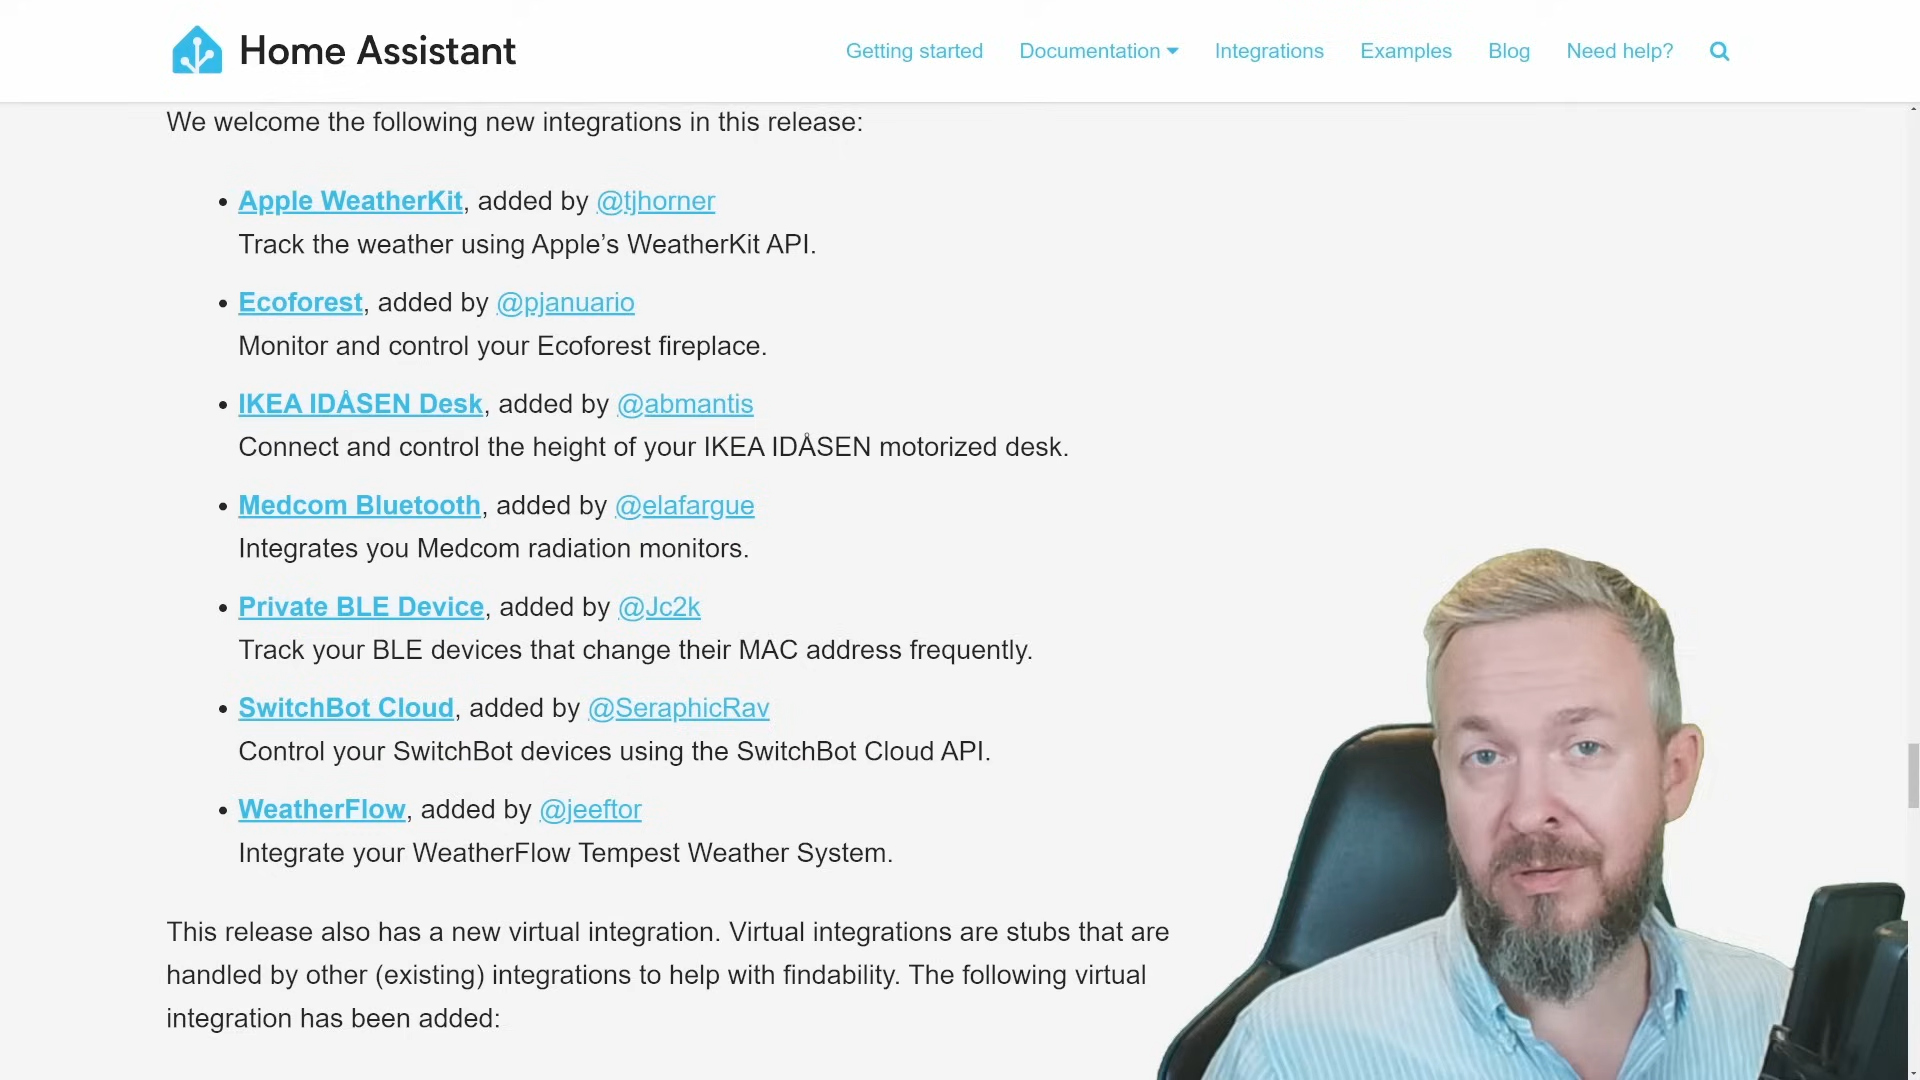 Home Assistant
Getting started
Documentation
Integrations
Examples
Blog
Need help?
We welcome the following new integrations in this release:
Apple WeatherKit, added by @tjhorner
Track the weather using Apple’s WeatherKit API.
Ecoforest, added by @pjanuario
Monitor and control your Ecoforest fireplace.
IKEA IDÅSEN Desk, added by @abmantis
Connect and control the height of your IKEA IDÅSEN motorized desk.
Medcom Bluetooth, added by @elafargue
Integrates you Medcom radiation monitors.
Private BLE Device, added by @Jc2k
Track your BLE devices that change their MAC address frequently.
SwitchBot Cloud, added by @SeraphicRav
Control your SwitchBot devices using the SwitchBot Cloud API.
WeatherFlow, added by @jeeftor
Integrate your WeatherFlow Tempest Weather System.
This release also has a new virtual integration. Virtual integrations are stubs that are
handled by other (existing) integrations to help with findability. The following virtual
integration has been added: